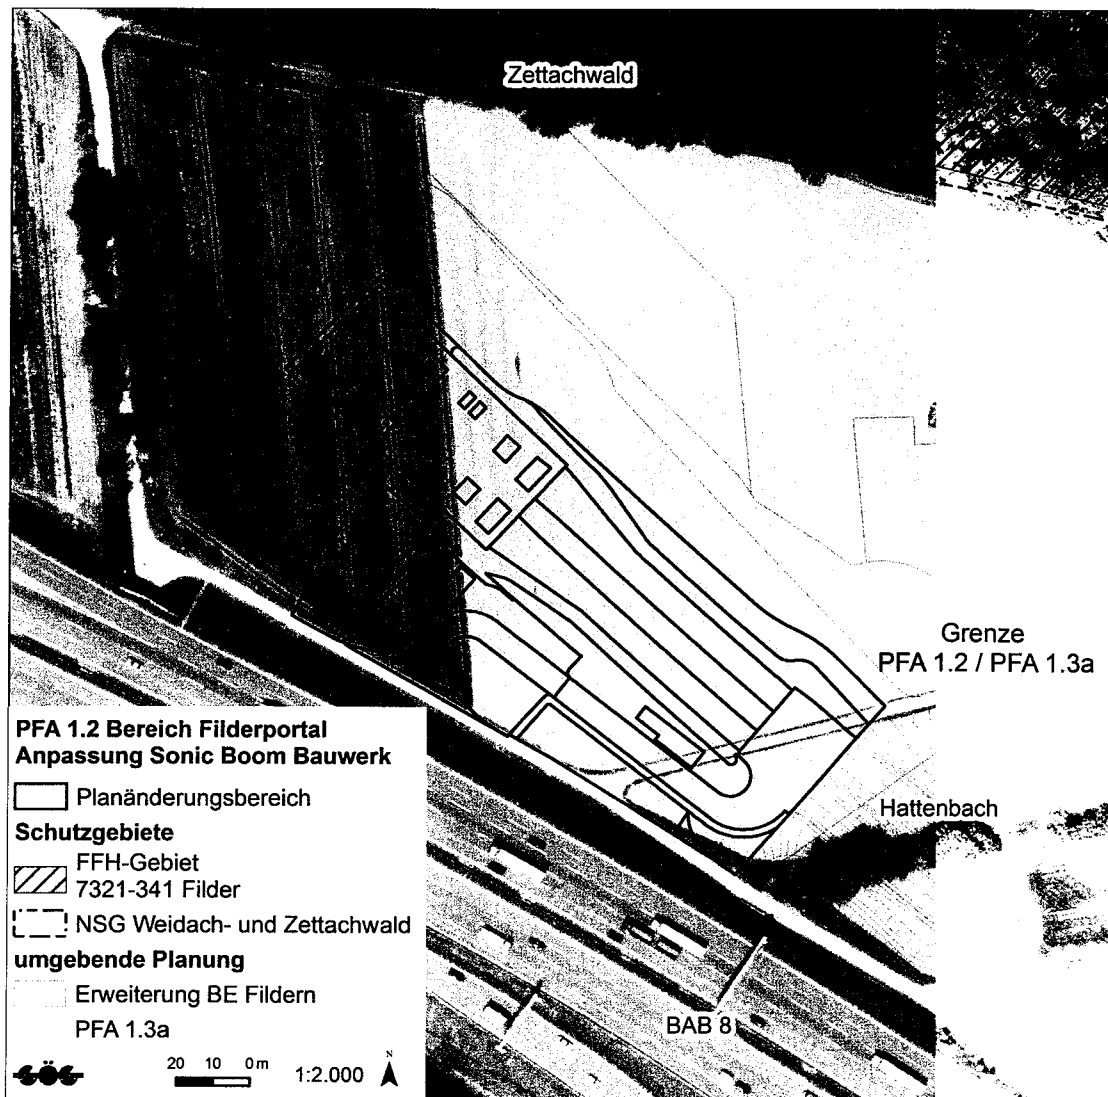 Zettachwald
Grenze
PFA 1.2 / PFA 1.3a
PFA 1.2 Bereich Filderportal
Anpassung Sonic Boom Bauwerk
Planänderungsbereich
Schutzgebiete
FFH-Gebiet
7321-341 Filder
NSG Weidach- und Zettachwald
umgebende Planung
Erweiterung BE Fildern
PFA 1.3a
Hattenbach
BAB 8
20 10 0 m
1:2.000
N